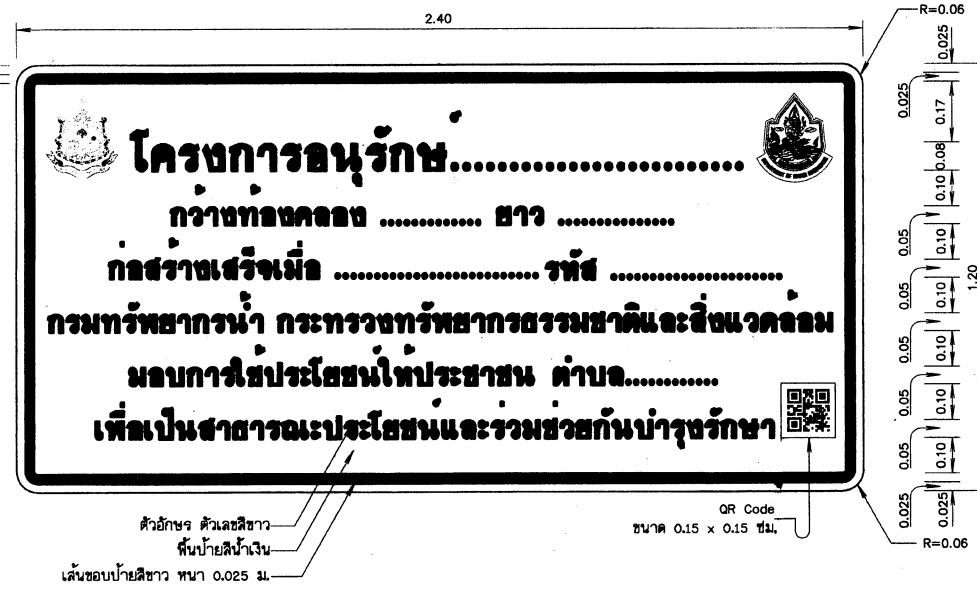 2.40
R=0.06
โครงการอนุรักษ์.........................
กว้างท้องคลอง ............. ยาว ...............
ก่อสร้างเสร็จเมื่อ .......................... รหัส ......................
กรมทรัพยากรน้ำ กระทรวงทรัพยากรธรรมชาติและสิ่งแวดล้อม
มอบการใช้ประโยชน์ให้ประชาชน ตำบล............
เพื่อเป็นสาธารณะประโยชน์และร่วมช่วยกันบำรุงรักษา
0.025
0.025
0.17
0.08
0.10
0.05
0.10
0.05
0.10
0.05
0.10
0.05
0.10
0.05
0.10
0.025
0.025
1.20
R=0.06
ตัวอักษร ตัวเลขสีขาว
พื้นป้ายสีน้ำเงิน
เส้นขอบป้ายสีขาว หนา 0.025 ม.
QR Code
ขนาด 0.15 x 0.15 ซม.